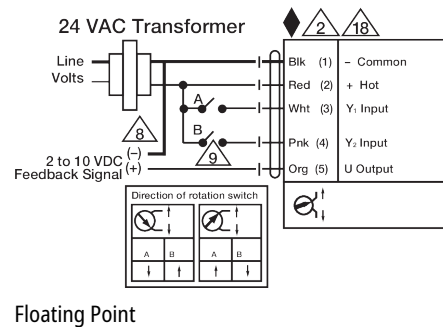 24 VAC Transformer
2 18
Line
Volts
Blk (1) – Common
Red (2) + Hot
A
Wht (3) Y₁ Input
B
Pnk (4) Y₂ Input
8
9
(–)
2 to 10 VDC
Feedback Signal (+)
Org (5) U Output
Direction of rotation switch
A B A B
Floating Point